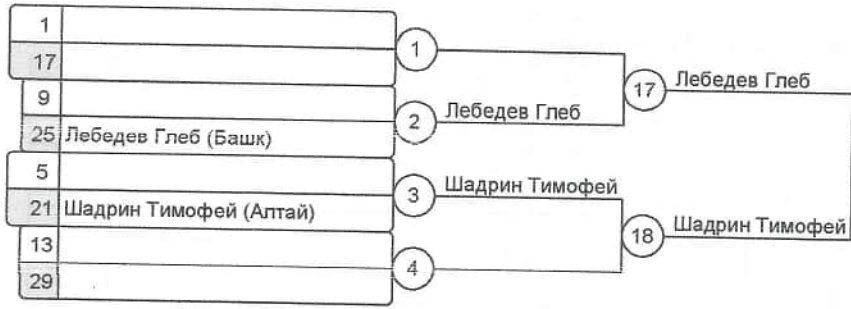 1
17
1
9
25 Лебедев Глеб (Башк)
2 Лебедев Глеб
17 Лебедев Глеб
5
21 Шадрин Тимофей (Алтай)
3 Шадрин Тимофей
13
29
4
18 Шадрин Тимофей